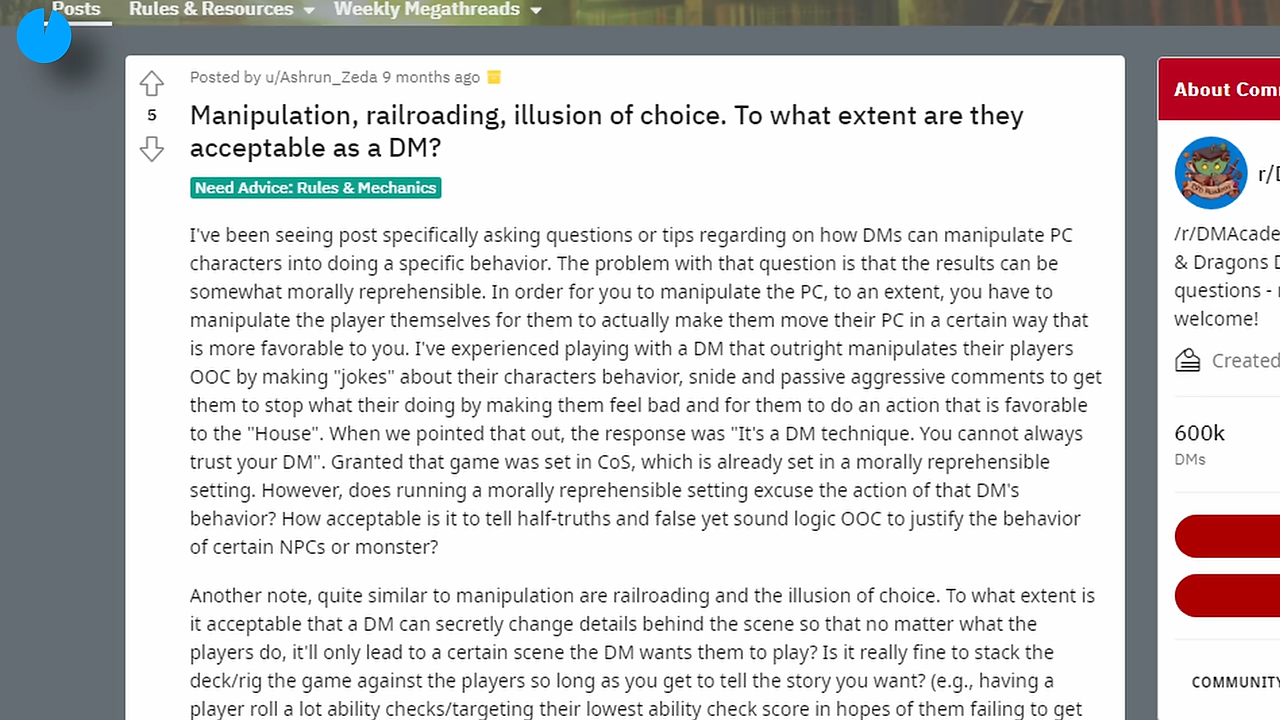 Posts Rules & Resources Weekly Megathreads
Posted by u/Ashrun_Zeda 9 months ago
5
Manipulation, railroading, illusion of choice. To what extent are they
acceptable as a DM?
Need Advice: Rules & Mechanics
I've been seeing post specifically asking questions or tips regarding on how DMs can manipulate PC
characters into doing a specific behavior. The problem with that question is that the results can be
somewhat morally reprehensible. In order for you to manipulate the PC, to an extent, you have to
manipulate the player themselves for them to actually make them move their PC in a certain way that
is more favorable to you. I've experienced playing with a DM that outright manipulates their players
OOC by making "jokes" about their characters behavior, snide and passive aggressive comments to get
them to stop what their doing by making them feel bad and for them to do an action that is favorable
to the "House". When we pointed that out, the response was "It's a DM technique. You cannot always
trust your DM". Granted that game was set in CoS, which is already set in a morally reprehensible
setting. However, does running a morally reprehensible setting excuse the action of that DM's
behavior? How acceptable is it to tell half-truths and false yet sound logic OOC to justify the behavior
of certain NPCs or monster?
Another note, quite similar to manipulation are railroading and the illusion of choice. To what extent is
it acceptable that a DM can secretly change details behind the scene so that no matter what the
players do, it'll only lead to a certain scene the DM wants them to play? Is it really fine to stack the
deck/rig the game against the players so long as you get to tell the story you want? (e.g., having a
player roll a lot ability checks/targeting their lowest ability check score in hopes of them failing to get
About Com
r/D
/r/DMAcade
& Dragons D
questions -
welcome!
Created
600k
DMs
COMMUNITY